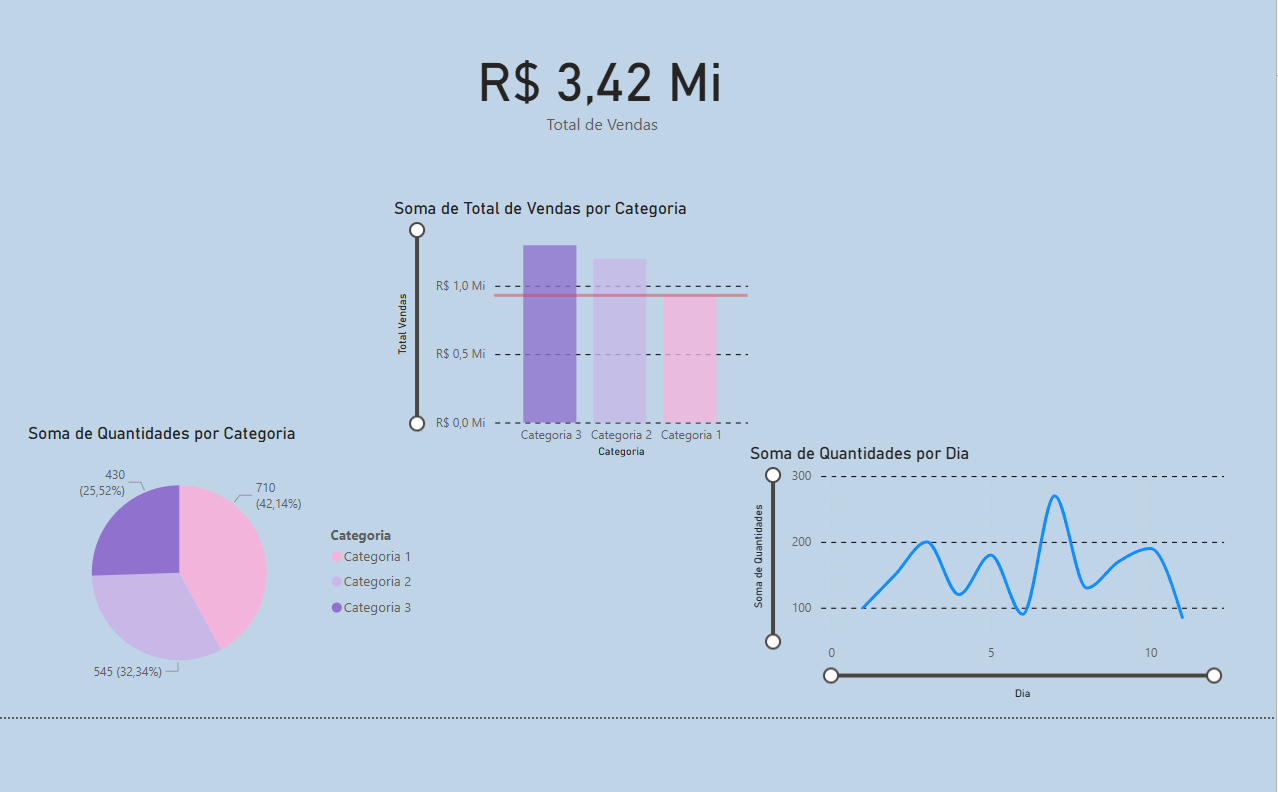 R$ 3,42 Mi
Total de Vendas
Soma de Total de Vendas por Categoria
Total Vendas
R$ 1,0 Mi
R$ 0,5 Mi
R$ 0,0 Mi
Categoria 3 Categoria 2 Categoria 1
Categoria
Soma de Quantidades por Categoria
430
(25,52%)
710
(42,14%)
545 (32,34%)
Categoria
Categoria 1
Categoria 2
Categoria 3
Soma de Quantidades por Dia
Soma de Quantidades
300
200
100
0 5 10
Dia